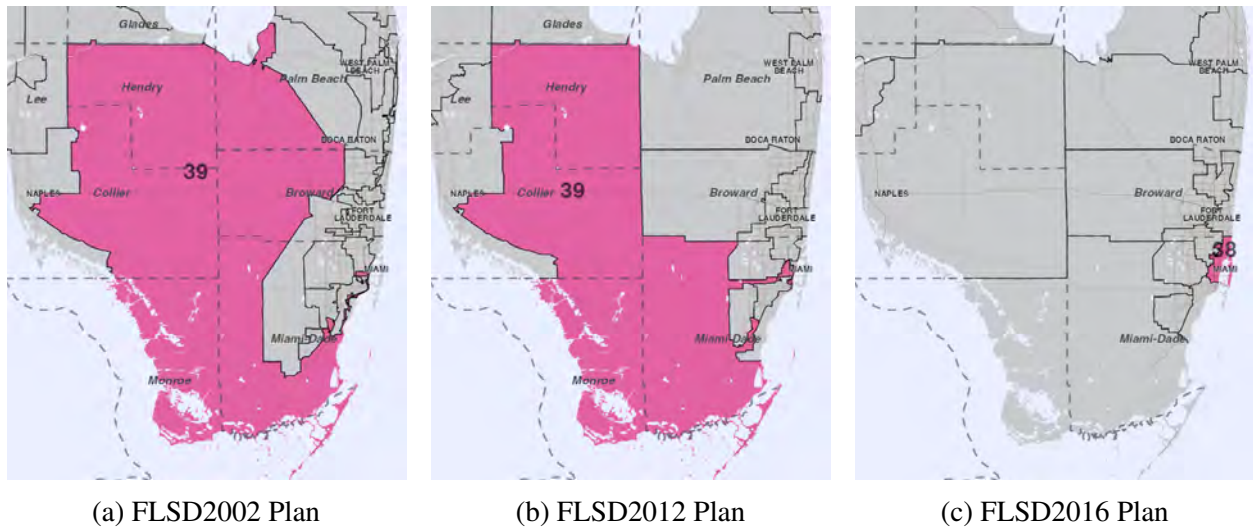 Glades
WEST PALM
BEACH
Palm Beach
Hendry
Lee
BOCA RATON
39
NAPLES
Collier
Broward
FORT
LAUDERDALE
MIAMI
Miami-Dade
Monroe
(a) FLSD2002 Plan
Glades
WEST PALM
BEACH
Palm Beach
Hendry
Lee
BOCA RATON
NAPLES
Collier
39
Broward
FORT
LAUDERDALE
MIAMI
Miami-Dade
Monroe
(b) FLSD2012 Plan
WEST PALM
BEACH
BOCA RATON
NAPLES
Broward
FORT
LAUDERDALE
38
MIAMI
Miami-Dade
(c) FLSD2016 Plan